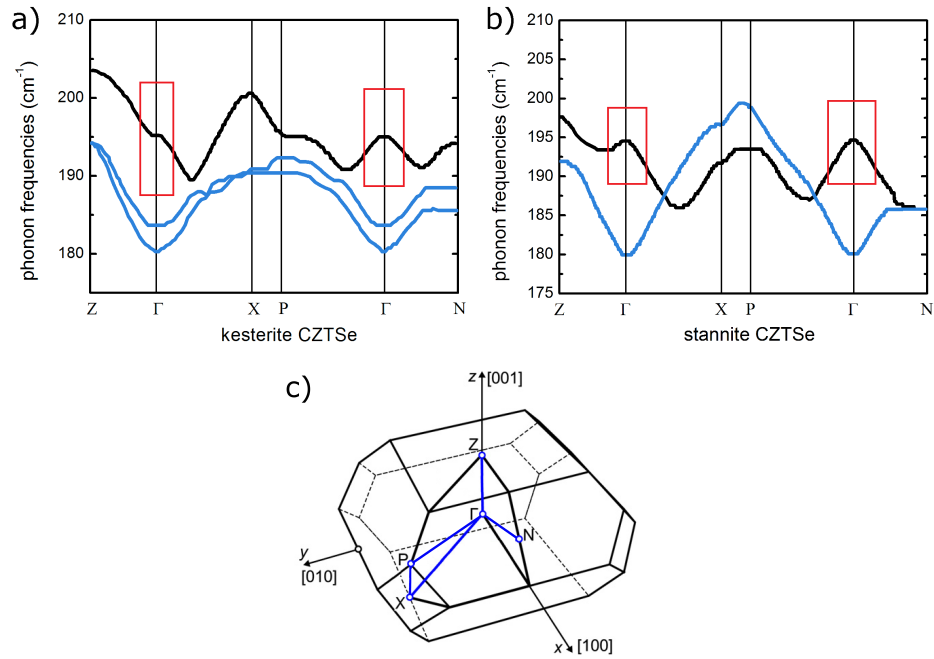 a)
phonon frequencies (cm⁻¹)
210
200
190
180
Z Γ X P Γ N
kesterite CZTSe
b)
phonon frequencies (cm⁻¹)
210
205
200
195
190
185
180
175
Z Γ X P Γ N
stannite CZTSe
c)
z [001]
Z
Γ
N
y
[010]
P
X
x [100]